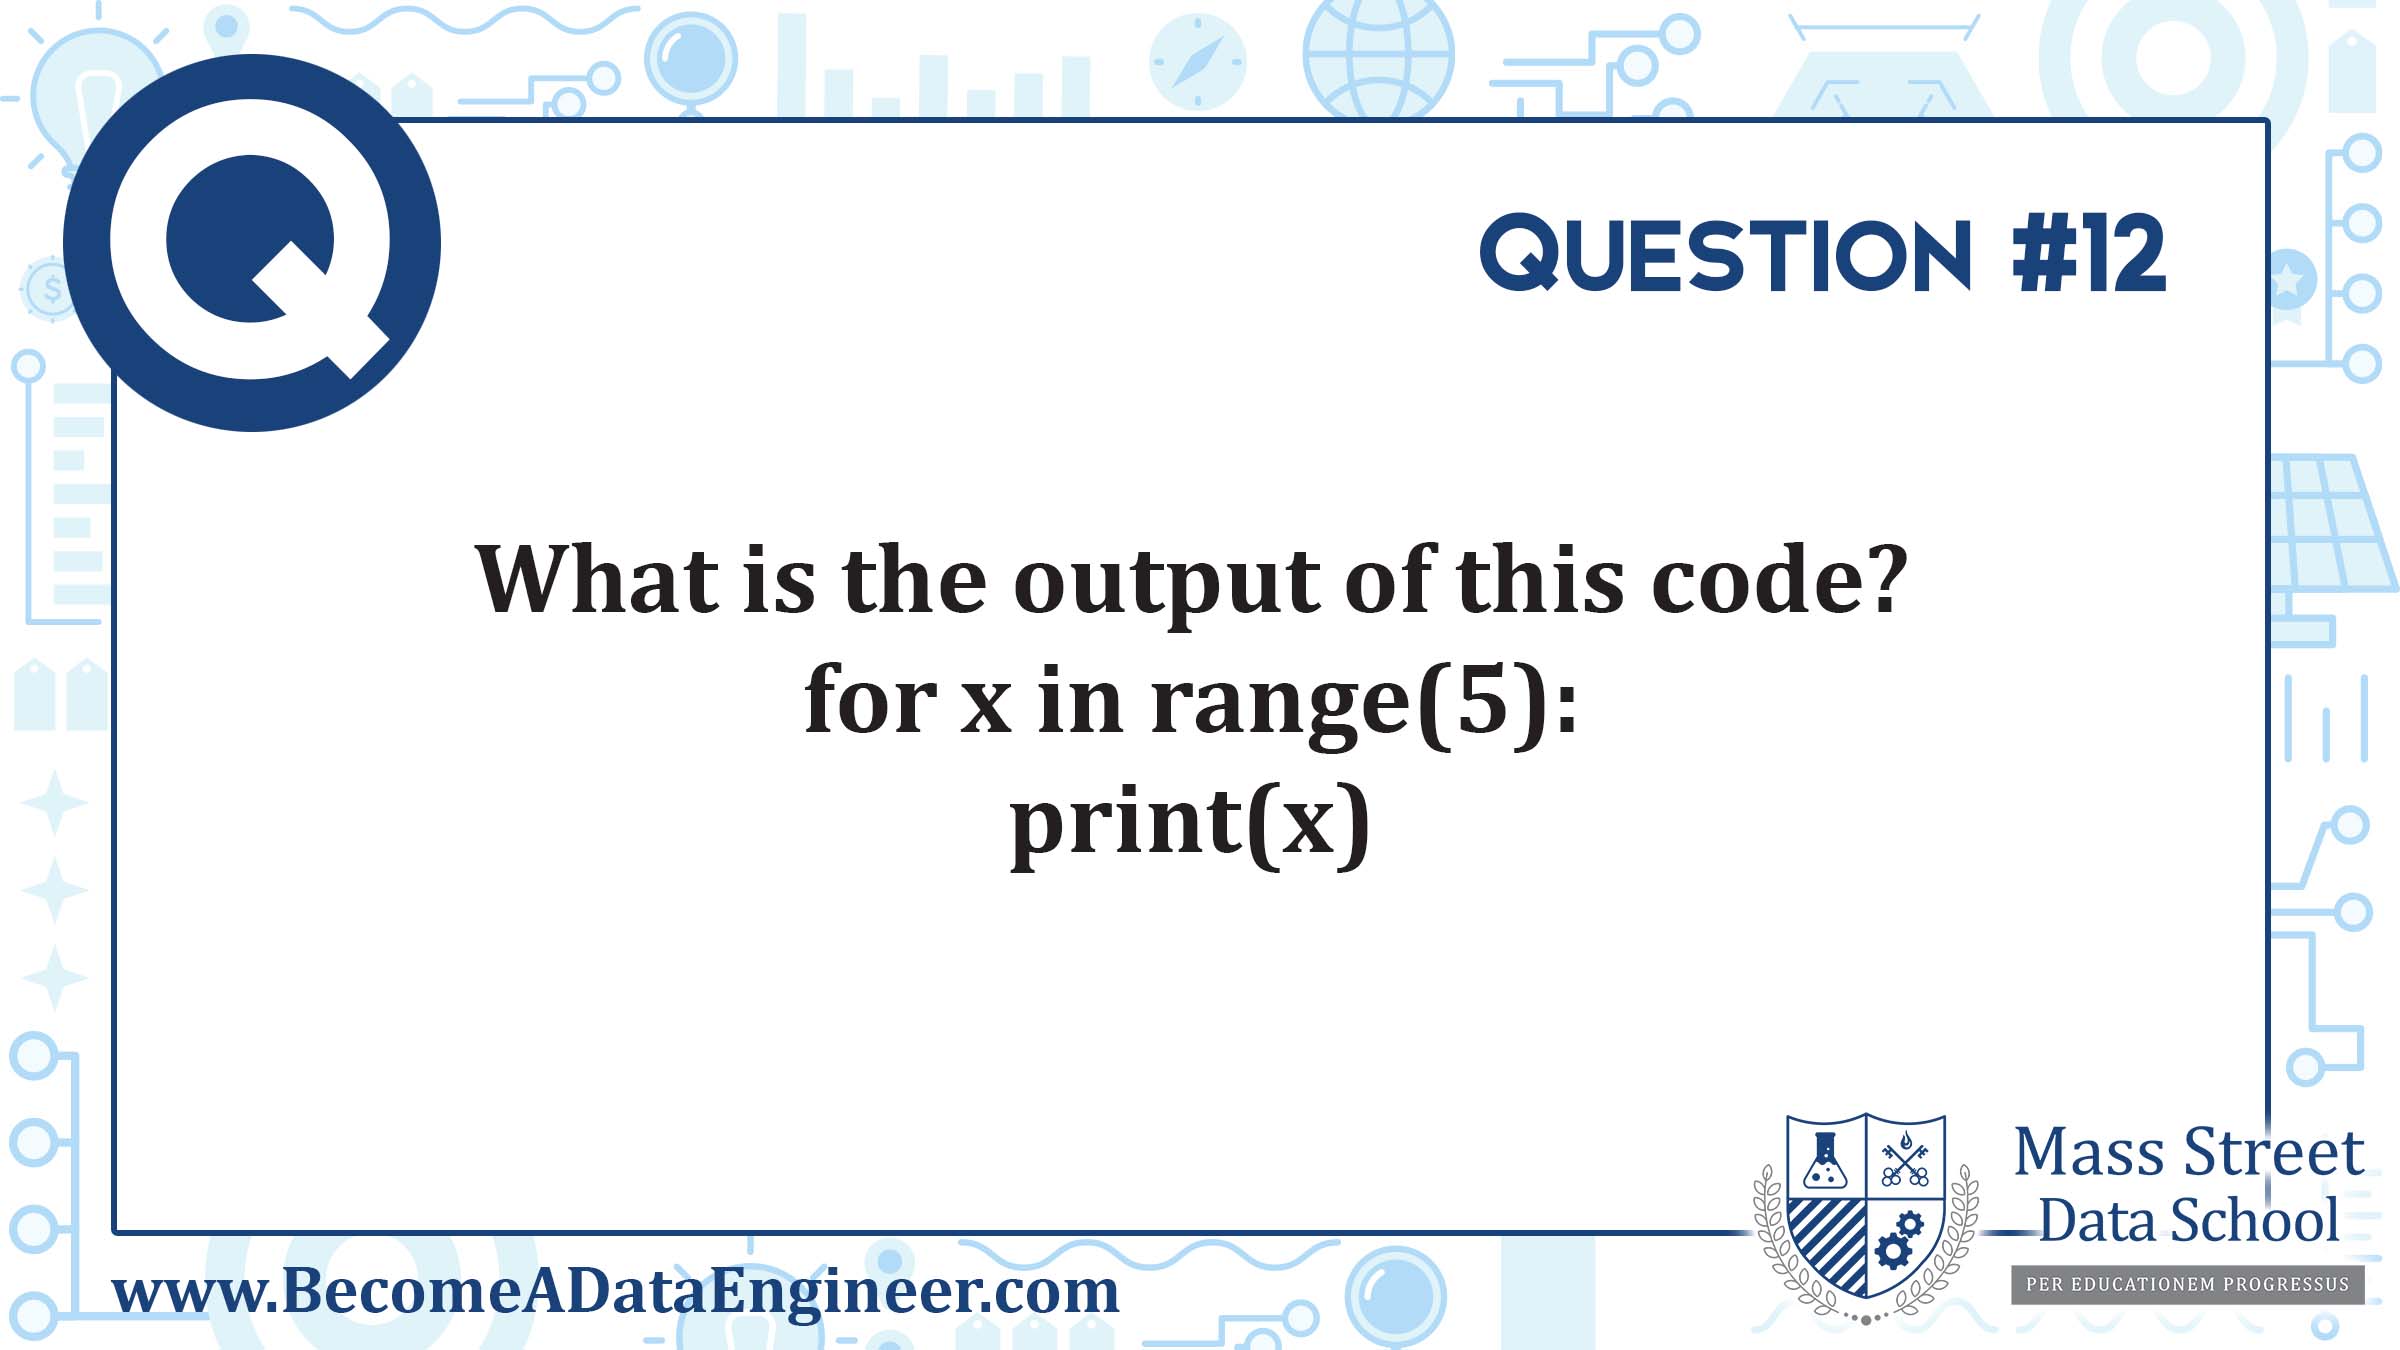 QUESTION #12
What is the output of this code?
for x in range(5):
print(x)
Mass Street
Data School
PER EDUCATIONEM PROGRESSUS
www.BecomeADataEngineer.com